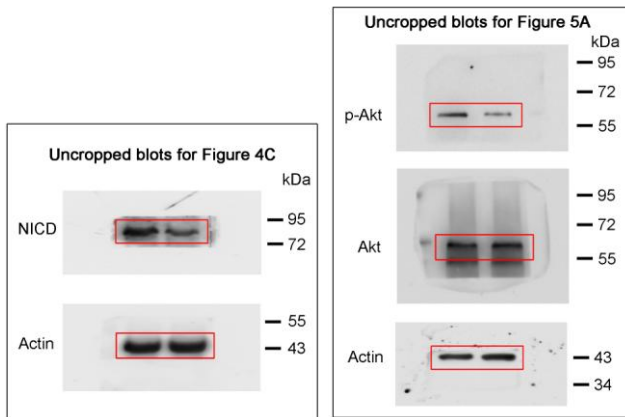 Uncropped blots for Figure 4C
kDa
NICD
95
72
Actin
55
43
Uncropped blots for Figure 5A
kDa
p-Akt
95
72
55
Akt
95
72
55
Actin
43
34